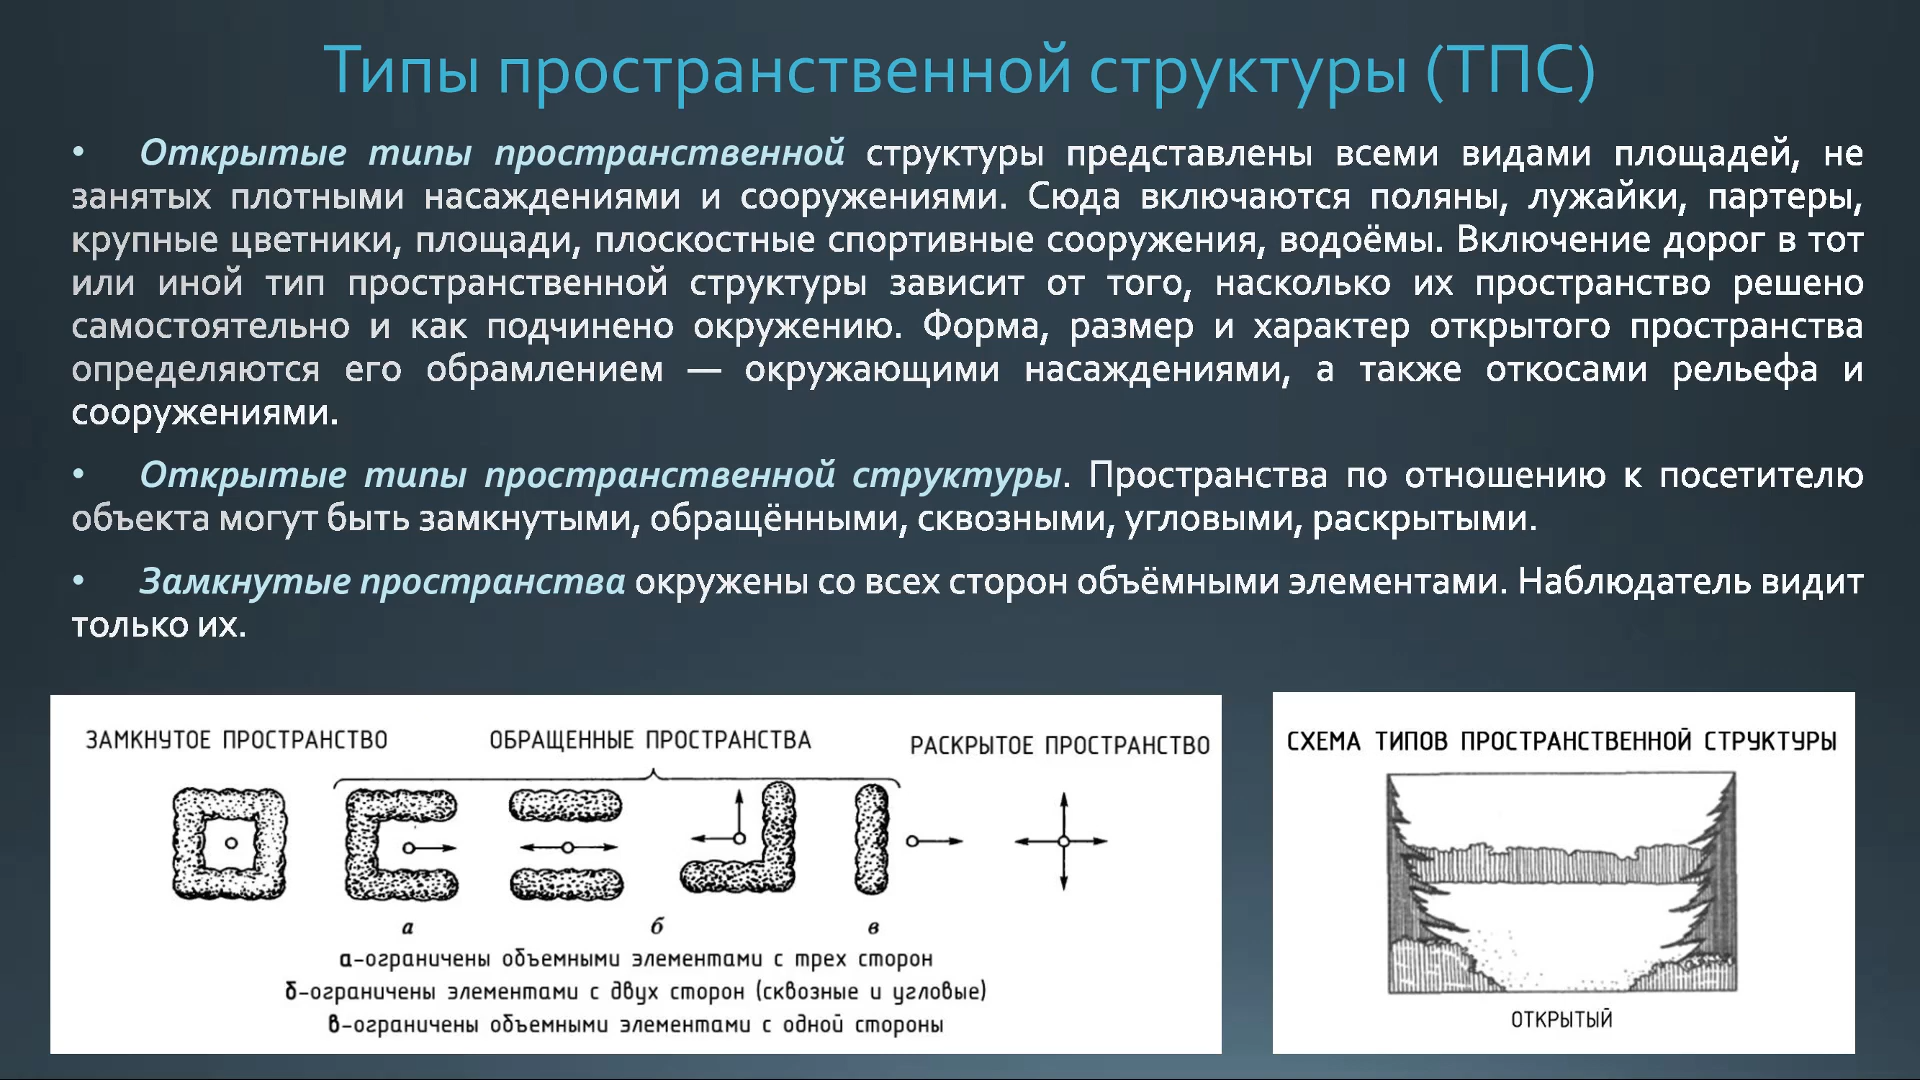 Типы пространственной структуры (ТПС)
• Открытые типы пространственной структуры представлены всеми видами площадей, не
занятых плотными насаждениями и сооружениями. Сюда включаются поляны, лужайки, партеры,
крупные цветники, площади, плоскостные спортивные сооружения, водоёмы. Включение дорог в тот
или иной тип пространственной структуры зависит от того, насколько их пространство решено
самостоятельно и как подчинено окружению. Форма, размер и характер открытого пространства
определяются его обрамлением — окружающими насаждениями, а также откосами рельефа и
сооружениями.
• Открытые типы пространственной структуры. Пространства по отношению к посетителю
объекта могут быть замкнутыми, обращёнными, сквозными, угловыми, раскрытыми.
• Замкнутые пространства окружены со всех сторон объёмными элементами. Наблюдатель видит
только их.
ЗАМКНУТОЕ ПРОСТРАНСТВО
ОБРАЩЕННЫЕ ПРОСТРАНСТВА
РАСКРЫТОЕ ПРОСТРАНСТВО
а
б
в
а-ограничены объемными элементами с трех сторон
б-ограничены элементами с двух сторон (сквозные и угловые)
в-ограничены объемными элементами с одной стороны
СХЕМА ТИПОВ ПРОСТРАНСТВЕННОЙ СТРУКТУРЫ
ОТКРЫТЫЙ